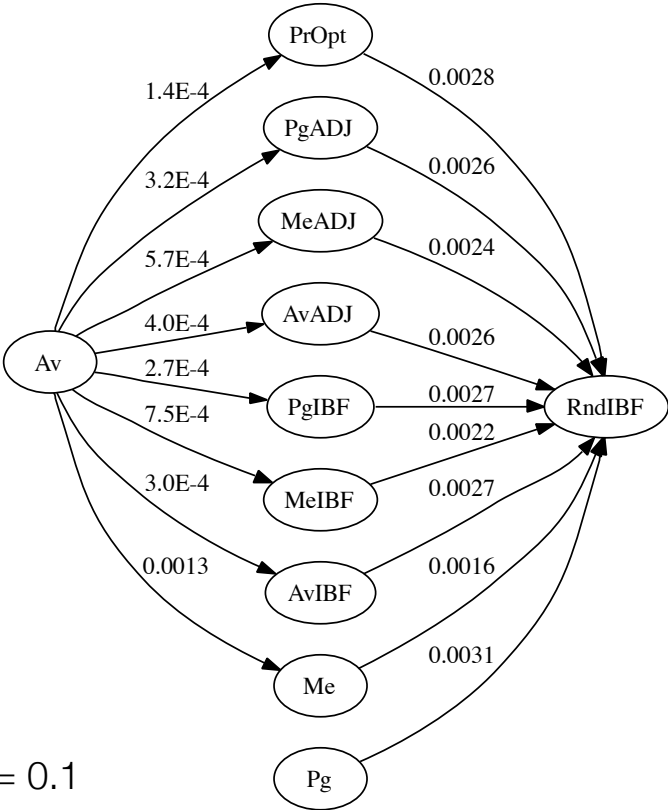 PrOpt
0.0028
1.4E-4
PgADJ
0.0026
3.2E-4
MeADJ
0.0024
5.7E-4
AvADJ
4.0E-4
0.0026
Av
2.7E-4
PgIBF
0.0027
RndIBF
7.5E-4
0.0022
MeIBF
3.0E-4
0.0027
0.0013
0.0016
AvIBF
0.0031
Me
Pg
= 0.1